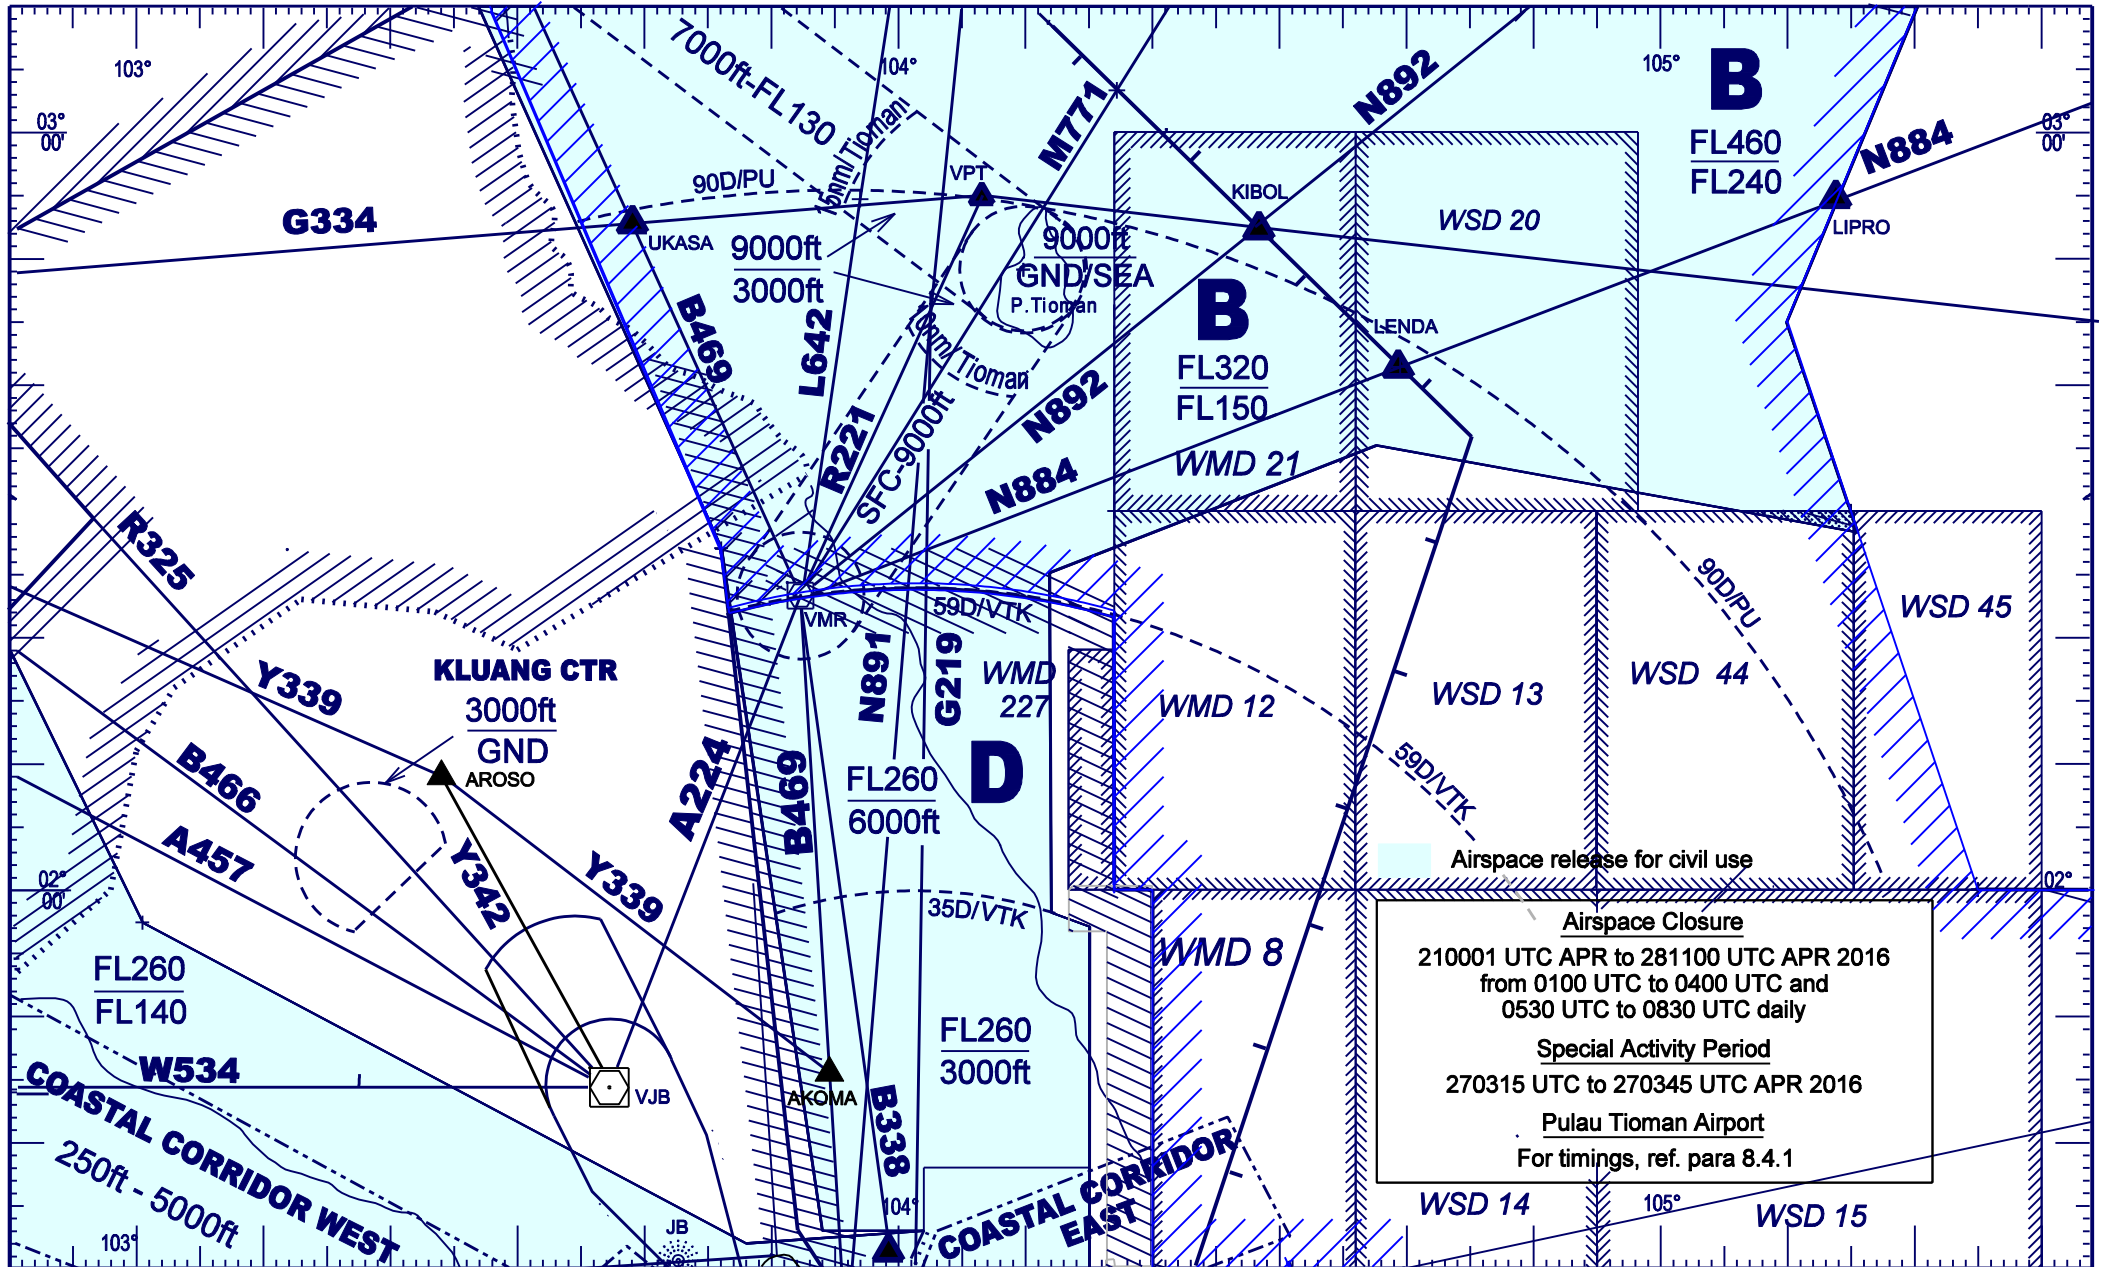 103°
104°
105°
7000ft-FL130
B
N892
M771
FL460
FL240
03°
00'
03°
00'
N884
15nm/Tioman
90D/PU
VPT
KIBOL
G334
UKASA
WSD 20
LIPRO
9000ft
3000ft
9000ft
GND/SEA
P.Tioman
B
B469
L642
LENDA
FL320
FL150
N892
R221
SFC-9000ft
WMD 21
N884
R325
90D/PU
WSD 45
59D/VTK
VMR
KLUANG CTR
3000ft
GND
Y339
N891
G219
WMD
227
WMD 12
WSD 13
WSD 44
AROSO
B466
A224
B469
FL260
6000ft
D
59D/VTK
A457
Y342
Y339
Airspace release for civil use
02°
00'
02°
35D/VTK
FL260
FL140
WMD 8
Airspace Closure
210001 UTC APR to 281100 UTC APR 2016
from 0100 UTC to 0400 UTC and
0530 UTC to 0830 UTC daily
Special Activity Period
270315 UTC to 270345 UTC APR 2016
Pulau Tioman Airport
For timings, ref. para 8.4.1
FL260
3000ft
W534
VJB
AKOMA
B338
COASTAL CORRIDOR WEST
250ft - 5000ft
COASTAL CORRIDOR
EAST
WSD 14
WSD 15
103°
JB
104°
105°